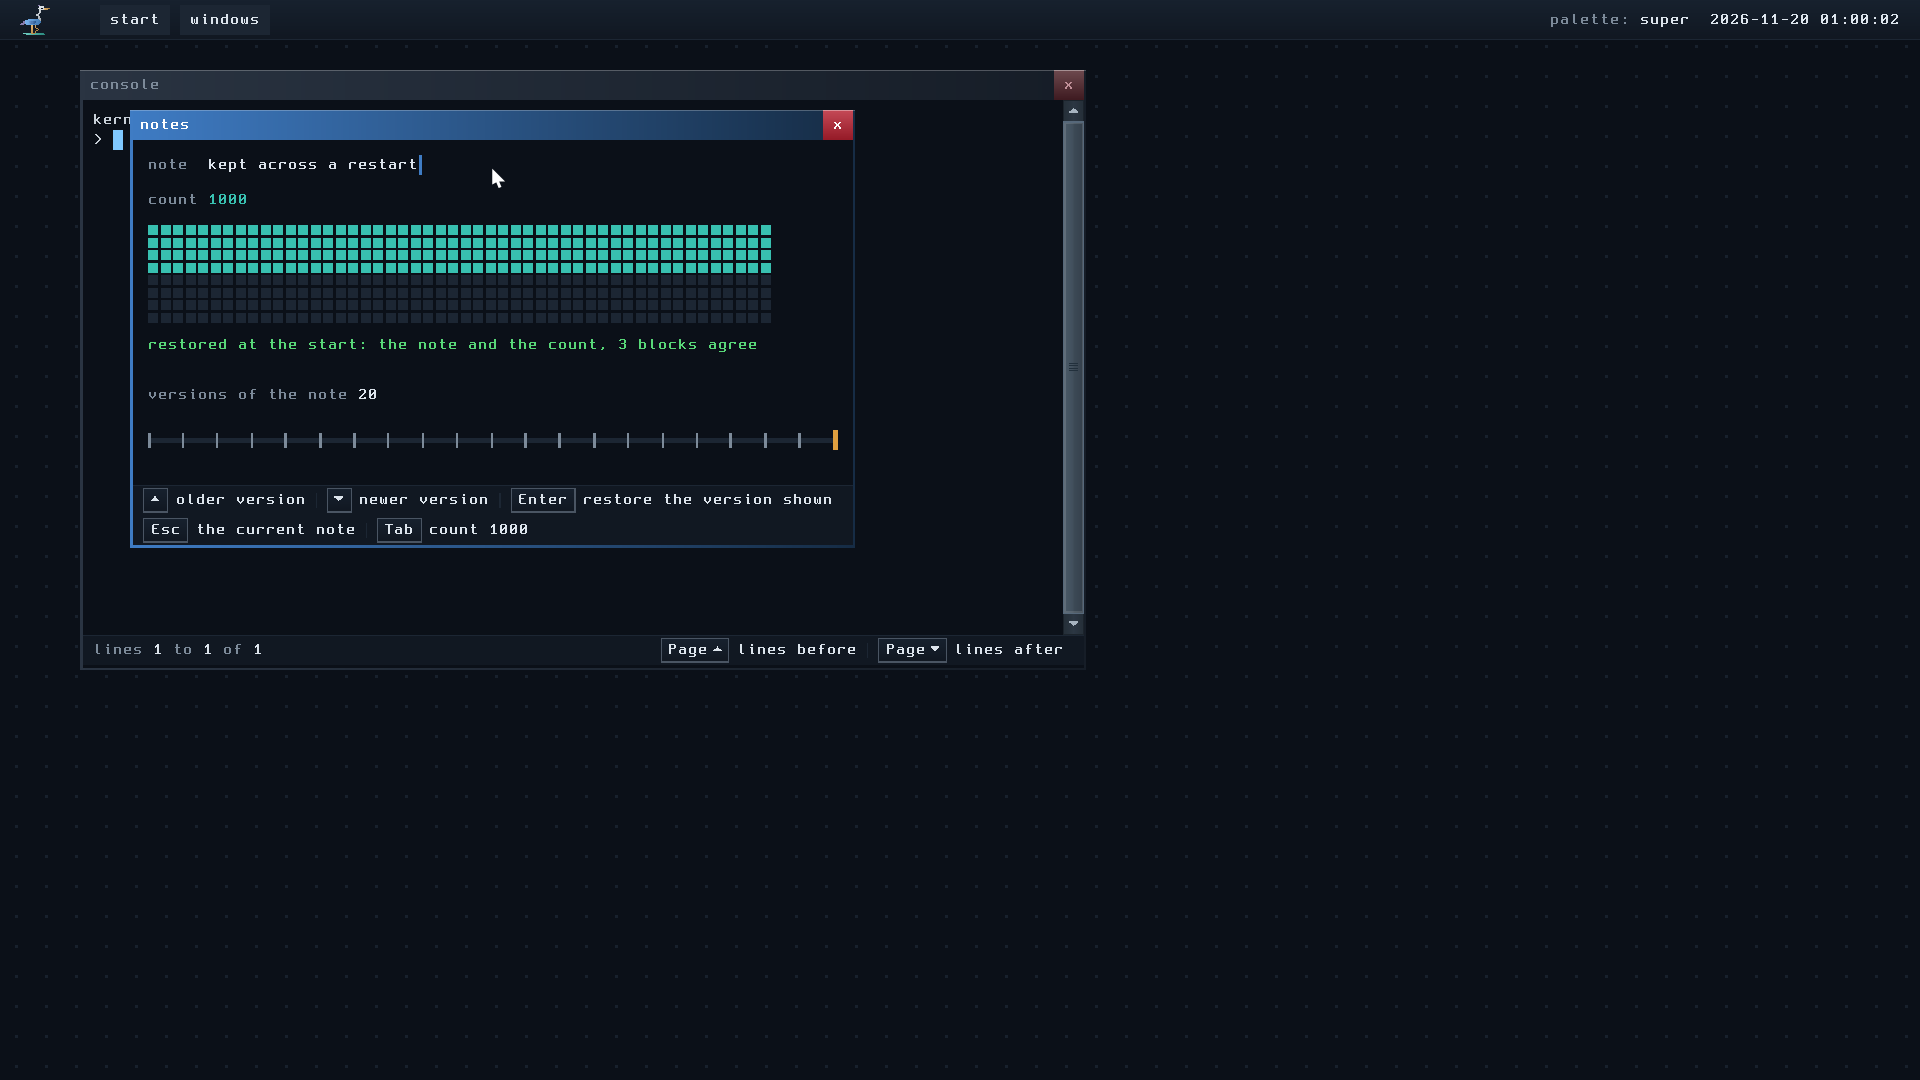 start windows palette: super 2026-11-20 01:00:02
console x
kern
notes x
>
note kept across a restart
count 1000
restored at the start: the note and the count, 3 blocks agree
versions of the note 20
older version newer version Enter restore the version shown
Esc the current note Tab count 1000
lines 1 to 1 of 1 Page lines before Page lines after